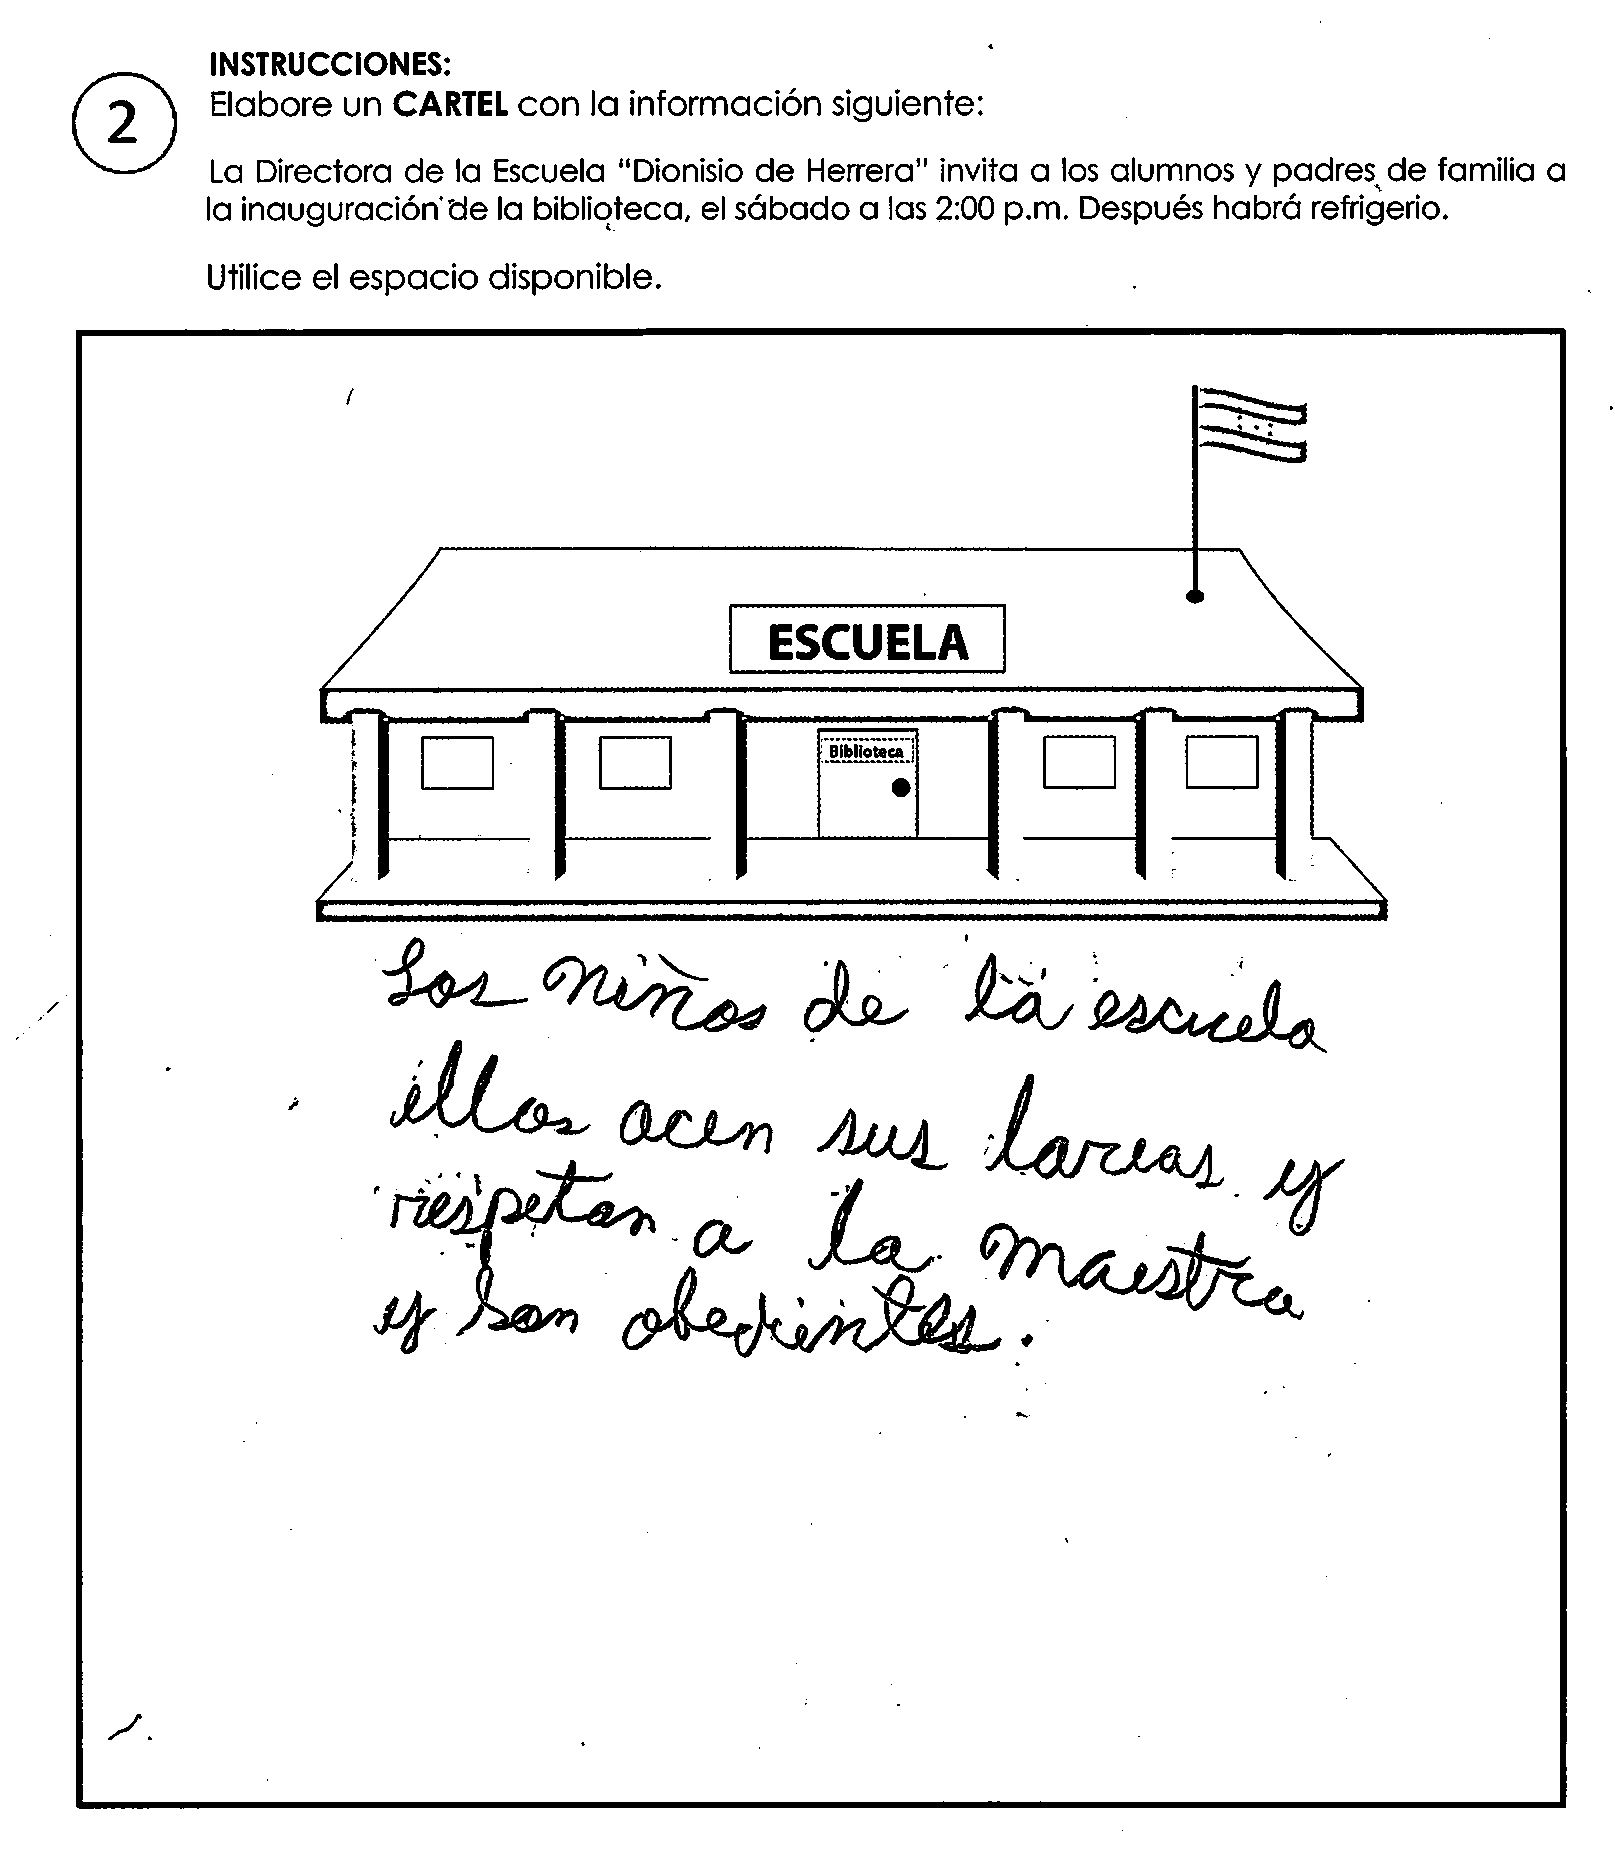 INSTRUCCIONES:
2
Elabore un CARTEL con la información siguiente:
La Directora de la Escuela "Dionisio de Herrera" invita a los alumnos y padres de familia a
la inauguración de la biblioteca, el sábado a las 2:00 p.m. Después habrá refrigerio.
Utilice el espacio disponible.
ESCUELA
Biblioteca
Los niños de la escuela
ellos acen sus tareas y
respetan a la maestra
y son obedientes.